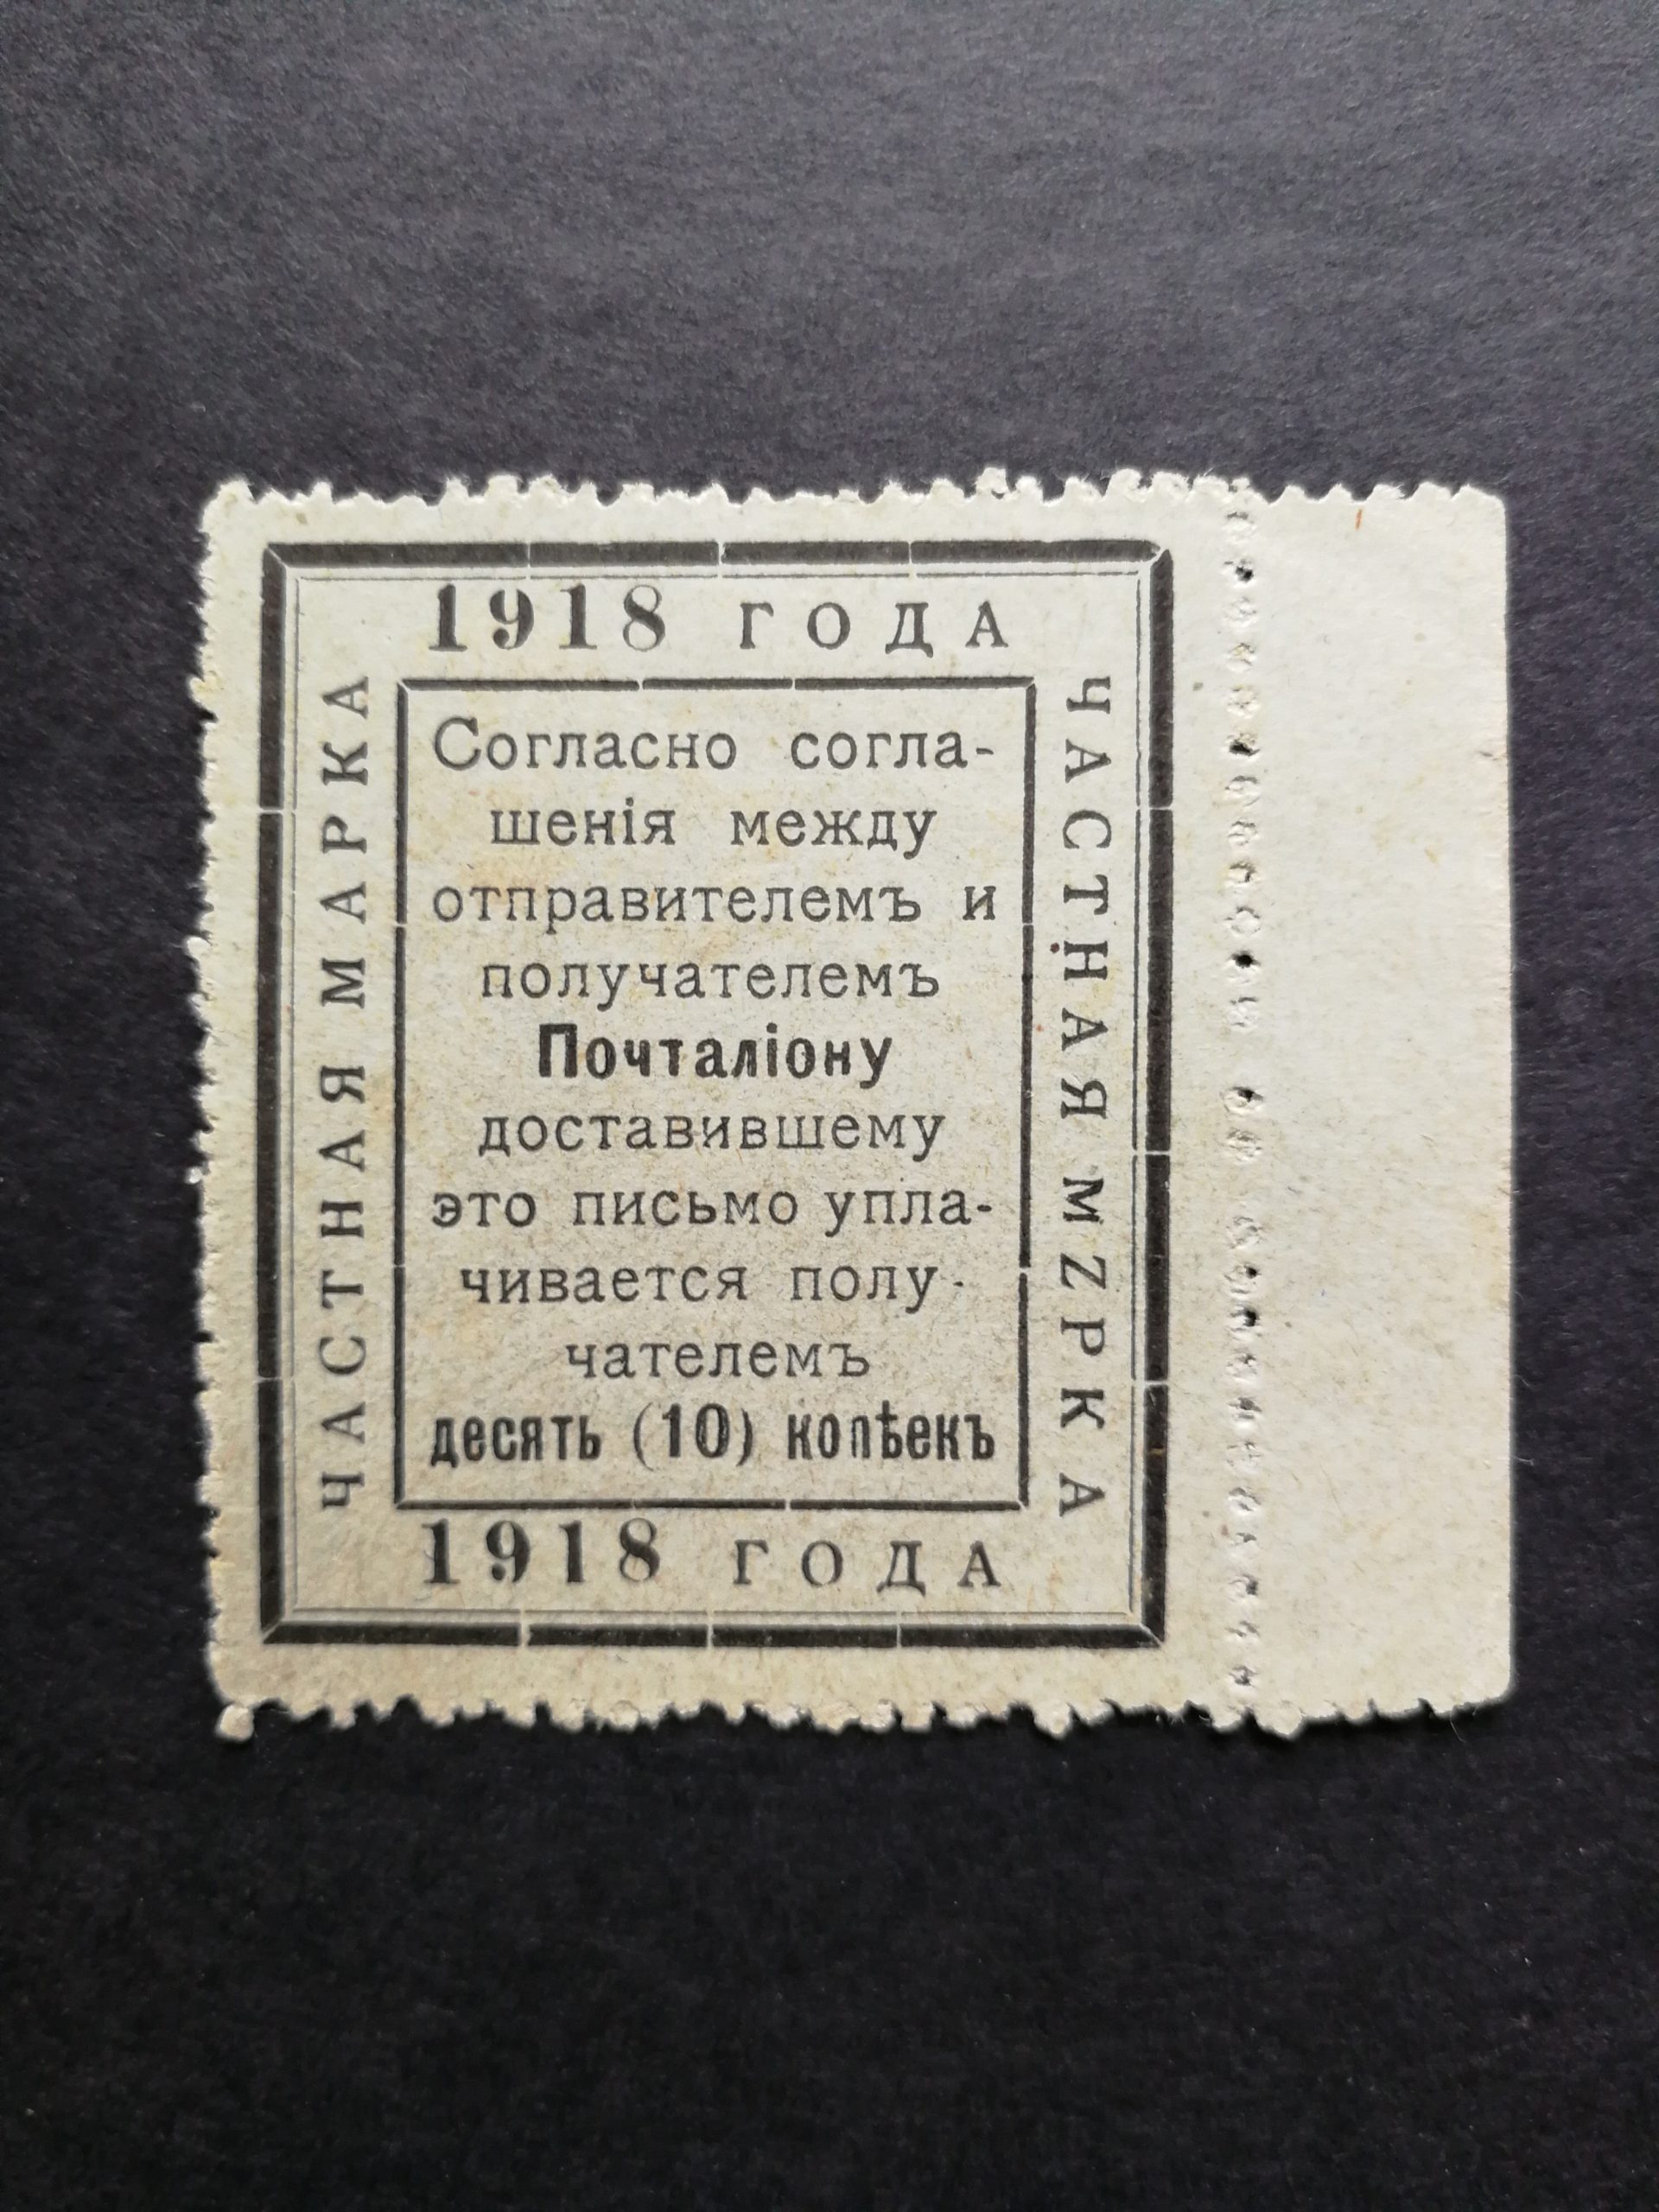 1918 ГОДА
ЧАСТНАЯ МАРКА
Согласно согла-
шенія между
отправителемъ и
получателемъ
Почталіону
доставившему
это письмо упла-
чивается полу-
чателемъ
десять (10) копѣекъ
ЧАСТНАЯ MZРКА
1918 ГОДА